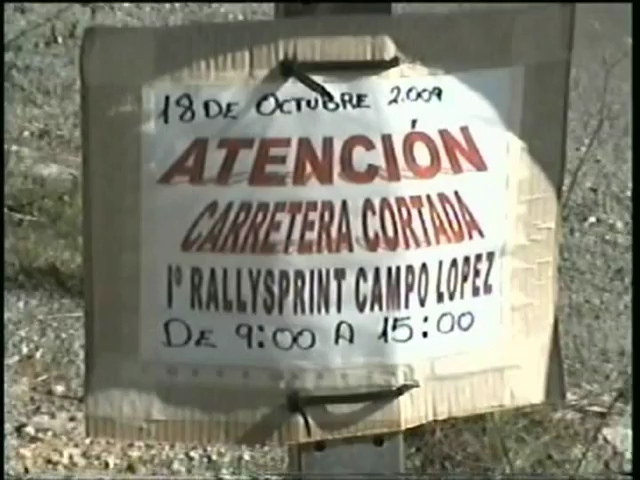 18 DE OCTUBRE 2.009
ATENCIÓN
CARRETERA CORTADA
1º RALLYSPRINT CAMPO LOPEZ
DE 9:00 A 15:00